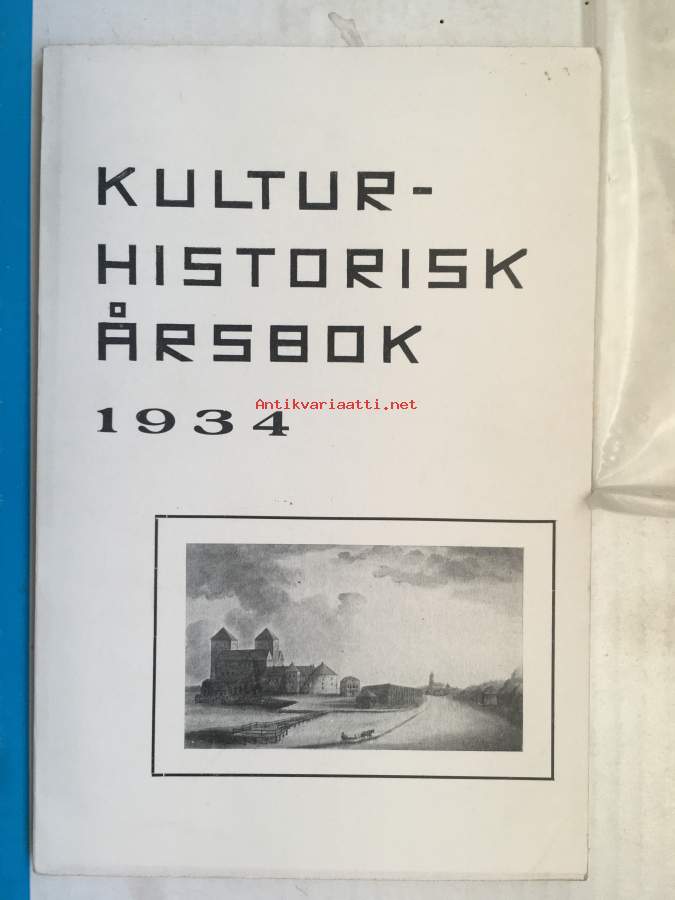 KULTUR-
HISTORISK
ÅRSBOK
Antikvariaatti.net
1934